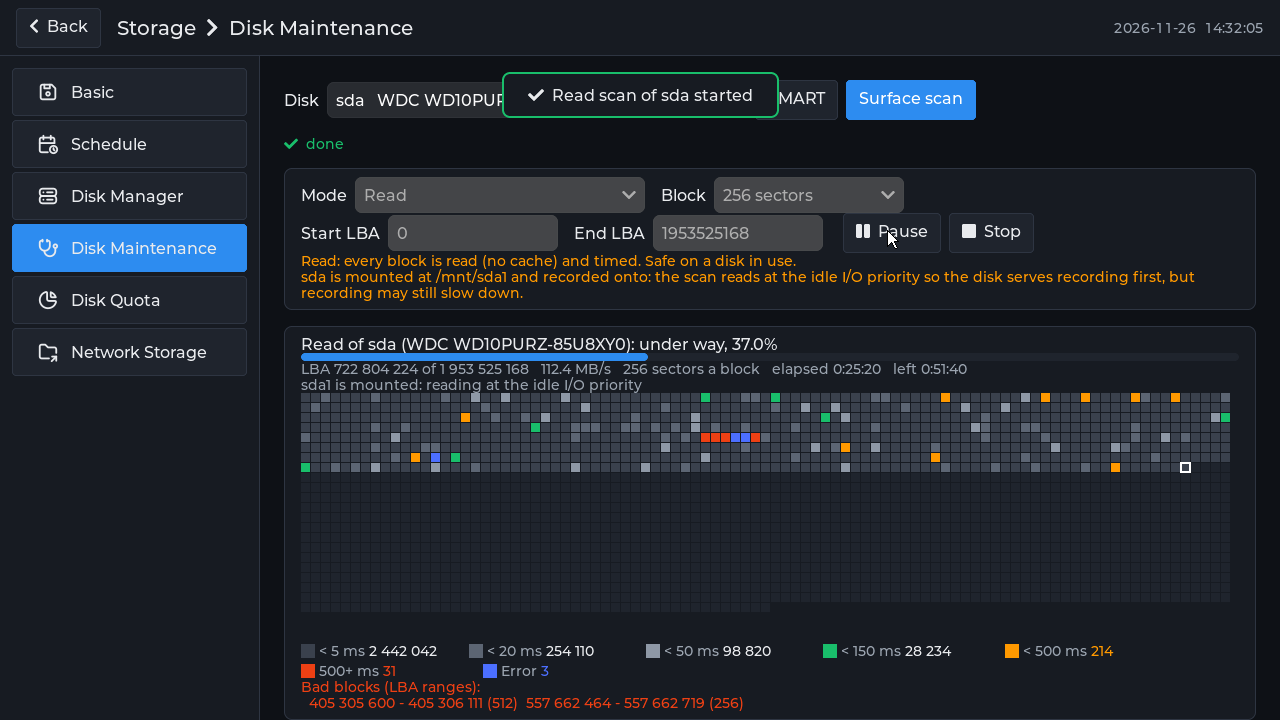 Back Storage Disk Maintenance 2026-11-26 14:32:05
Basic
Schedule
Disk Manager
Disk Maintenance
Disk Quota
Network Storage
Read scan of sda started
Disk sda WDC MART Surface scan
done
Mode Read Block 256 sectors
Start LBA 0 End LBA 1953525168 Pause Stop
Read: every block is read (no cache) and timed. Safe on a disk in use.
sda is mounted at /mnt/sda1 and recorded onto: the scan reads at the idle I/O priority so the disk serves recording first, but
recording may still slow down.
Read of sda (WDC WD10PURZ-85U8XY0): under way, 37.0%
LBA 722 804 224 of 1 953 525 168 112.4 MB/s 256 sectors a block elapsed 0:25:20 left 0:51:40
sda1 is mounted: reading at the idle I/O priority
< 5 ms 2 442 042 < 20 ms 254 110 < 50 ms 98 820 < 150 ms 28 234 < 500 ms 214
500+ ms 31 Error 3
Bad blocks (LBA ranges):
405 305 600 - 405 306 111 (512) 557 662 464 - 557 662 719 (256)